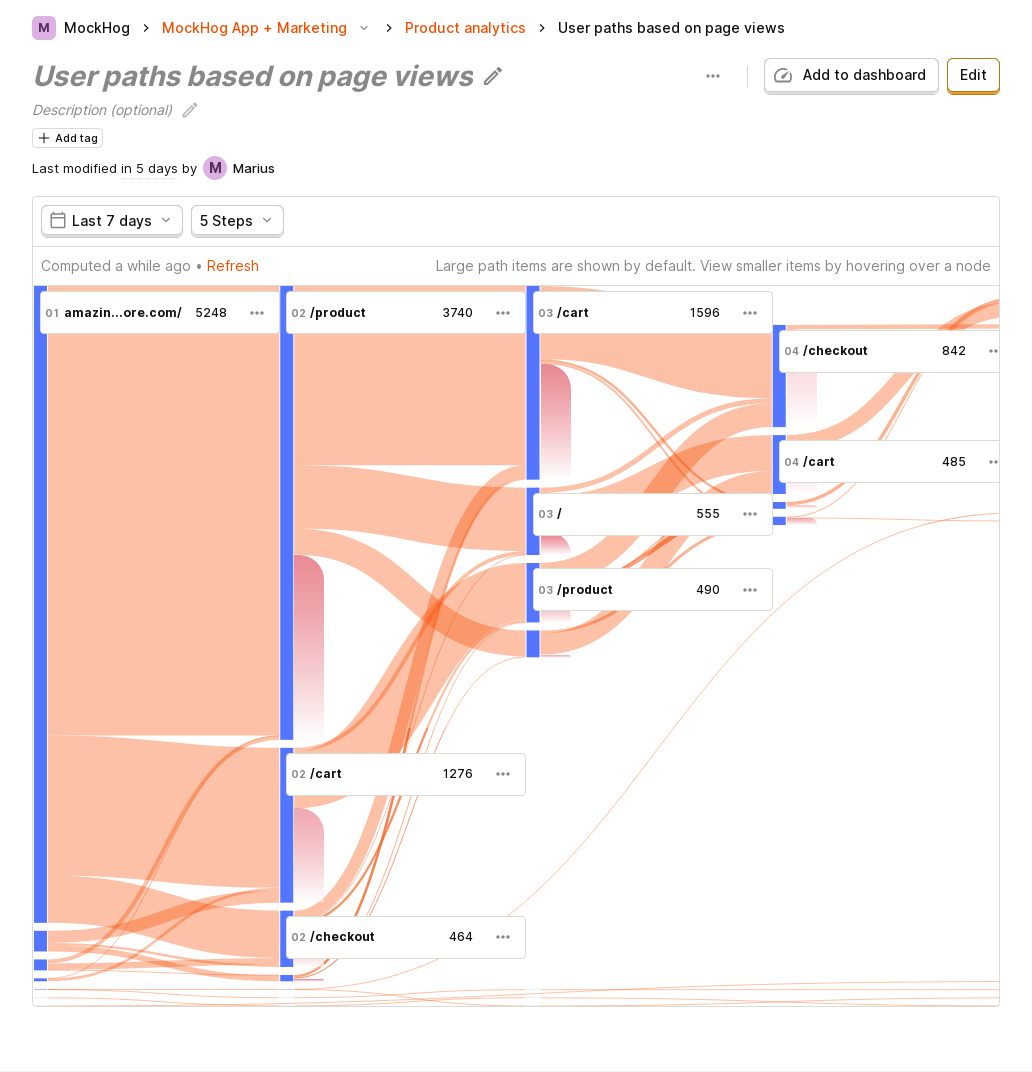 M MockHog > MockHog App + Marketing > Product analytics > User paths based on page views
User paths based on page views
Add to dashboard
Edit
Description (optional)
Add tag
Last modified in 5 days by M Marius
Last 7 days
5 Steps
Computed a while ago • Refresh
Large path items are shown by default. View smaller items by hovering over a node
01 amazin...ore.com/ 5248
02 /product 3740
03 /cart 1596
04 /checkout 842
04 /cart 485
03 / 555
03 /product 490
02 /cart 1276
02 /checkout 464